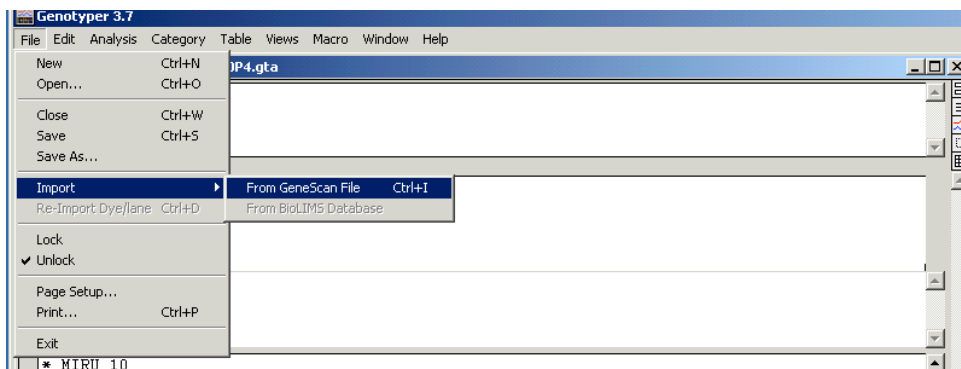 Genotyper 3.7
File Edit Analysis Category Table Views Macro Window Help
New Ctrl+N
Open... Ctrl+O
Close Ctrl+W
Save Ctrl+S
Save As...
Import
From GeneScan File Ctrl+I
Re-Import Dye/lane Ctrl+D
From BioLIMS Database
Lock
Unlock
Page Setup...
Print... Ctrl+P
Exit
P4.gta
* MIRU 10